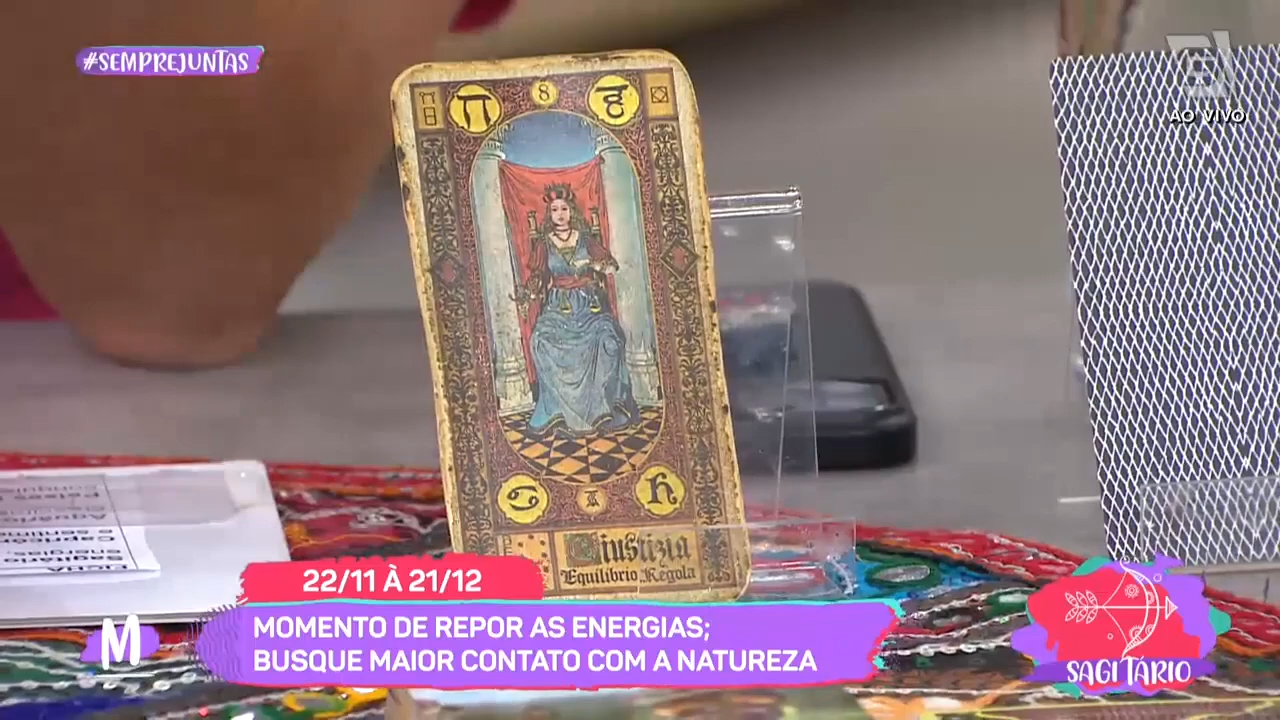 #SEMPREJUNTAS
AO VIVO
8
Giustizia
Equilibrio Regola
22/11 À 21/12
M
MOMENTO DE REPOR AS ENERGIAS;
BUSQUE MAIOR CONTATO COM A NATUREZA
SAGITÁRIO